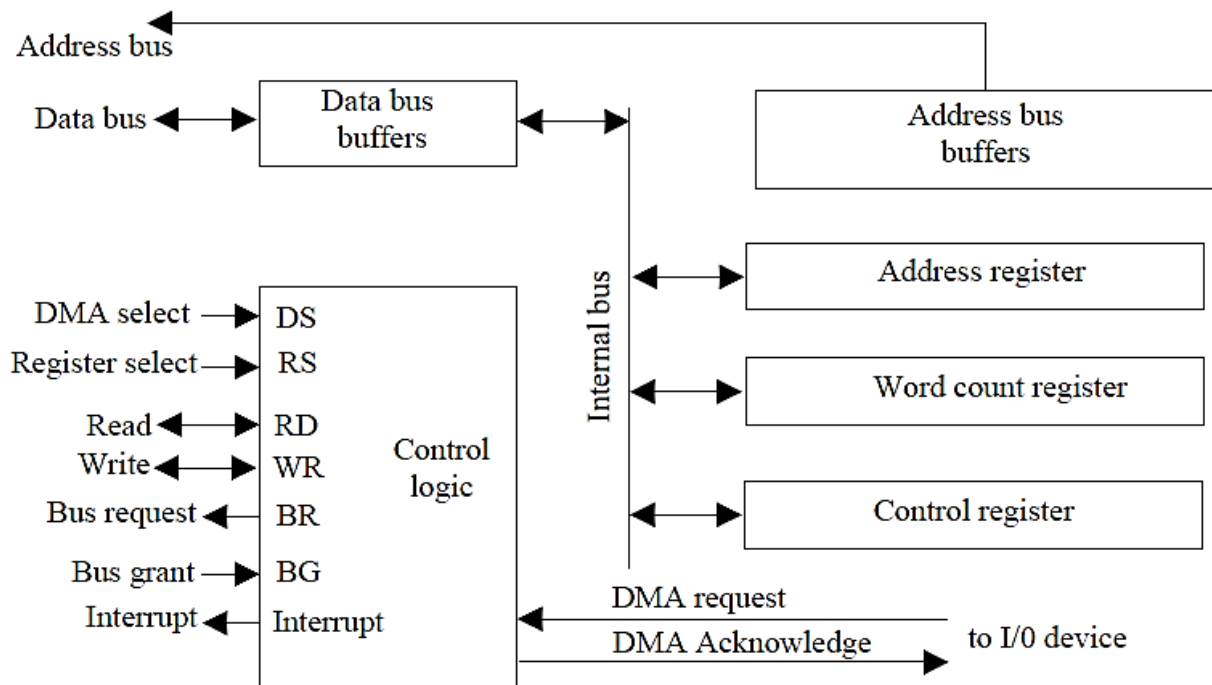 Address bus
Data bus
Data bus
buffers
Address bus
buffers
Internal bus
Address register
Word count register
Control register
DMA select
DS
Register select
RS
Read
RD
Write
WR
Bus request
BR
Bus grant
BG
Interrupt
Interrupt
Control
logic
DMA request
DMA Acknowledge
to I/0 device